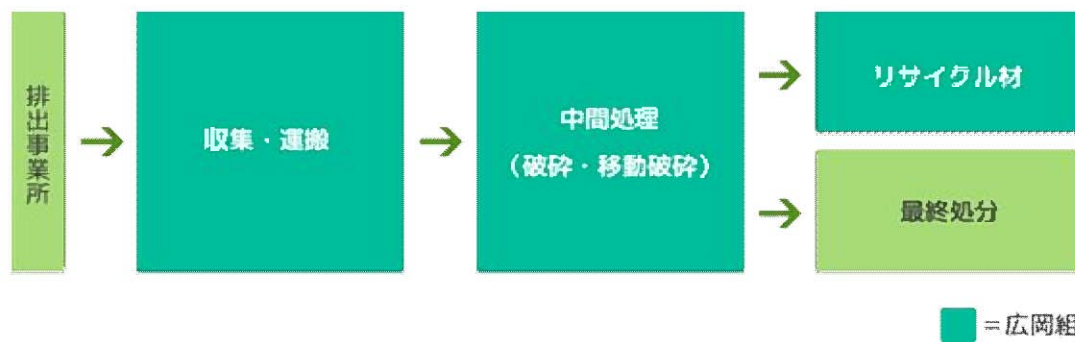 排出事業所
収集・運搬
中間処理
（破砕・移動破砕）
リサイクル材
最終処分
＝広岡組